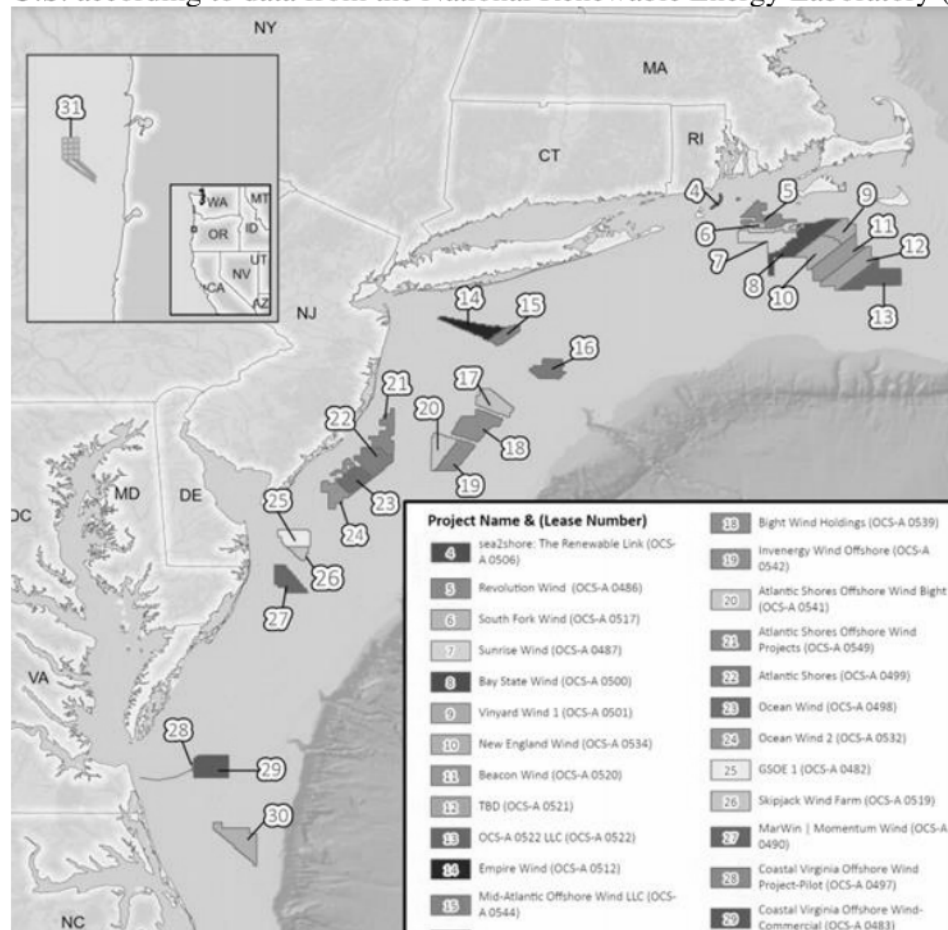 U.S. according to data from the National Renewable Energy Laboratory (
NY
MA
31
CT
RI
4
5
9
6
11
7
12
WA
MT
OR
ID
8
10
13
UT
NV
CA
AZ
NJ
14
15
16
17
21
20
22
18
MD
DE
19
23
25
24
26
27
VA
28
29
30
NC
Project Name & (Lease Number)
4 sea2shore: The Renewable Link (OCS-
A 0506)
5 Revolution Wind (OCS-A 0486)
6 South Fork Wind (OCS-A 0517)
7 Sunrise Wind (OCS-A 0487)
8 Bay State Wind (OCS-A 0500)
9 Vinyard Wind 1 (OCS-A 0501)
10 New England Wind (OCS-A 0534)
11 Beacon Wind (OCS-A 0520)
12 TBD (OCS-A 0521)
13 OCS-A 0522 LLC (OCS-A 0522)
14 Empire Wind (OCS-A 0512)
15 Mid-Atlantic Offshore Wind LLC (OCS-
A 0544)
18 Bight Wind Holdings (OCS-A 0539)
19 Invenergy Wind Offshore (OCS-A
0542)
20 Atlantic Shores Offshore Wind Bight
(OCS-A 0541)
21 Atlantic Shores Offshore Wind
Projects (OCS-A 0549)
22 Atlantic Shores (OCS-A 0499)
23 Ocean Wind (OCS-A 0498)
24 Ocean Wind 2 (OCS-A 0532)
25 GSOE 1 (OCS-A 0482)
26 Skipjack Wind Farm (OCS-A 0519)
27 MarWin | Momentum Wind (OCS-A
0490)
28 Coastal Virginia Offshore Wind
Project-Pilot (OCS-A 0497)
29 Coastal Virginia Offshore Wind-
Commercial (OCS-A 0483)